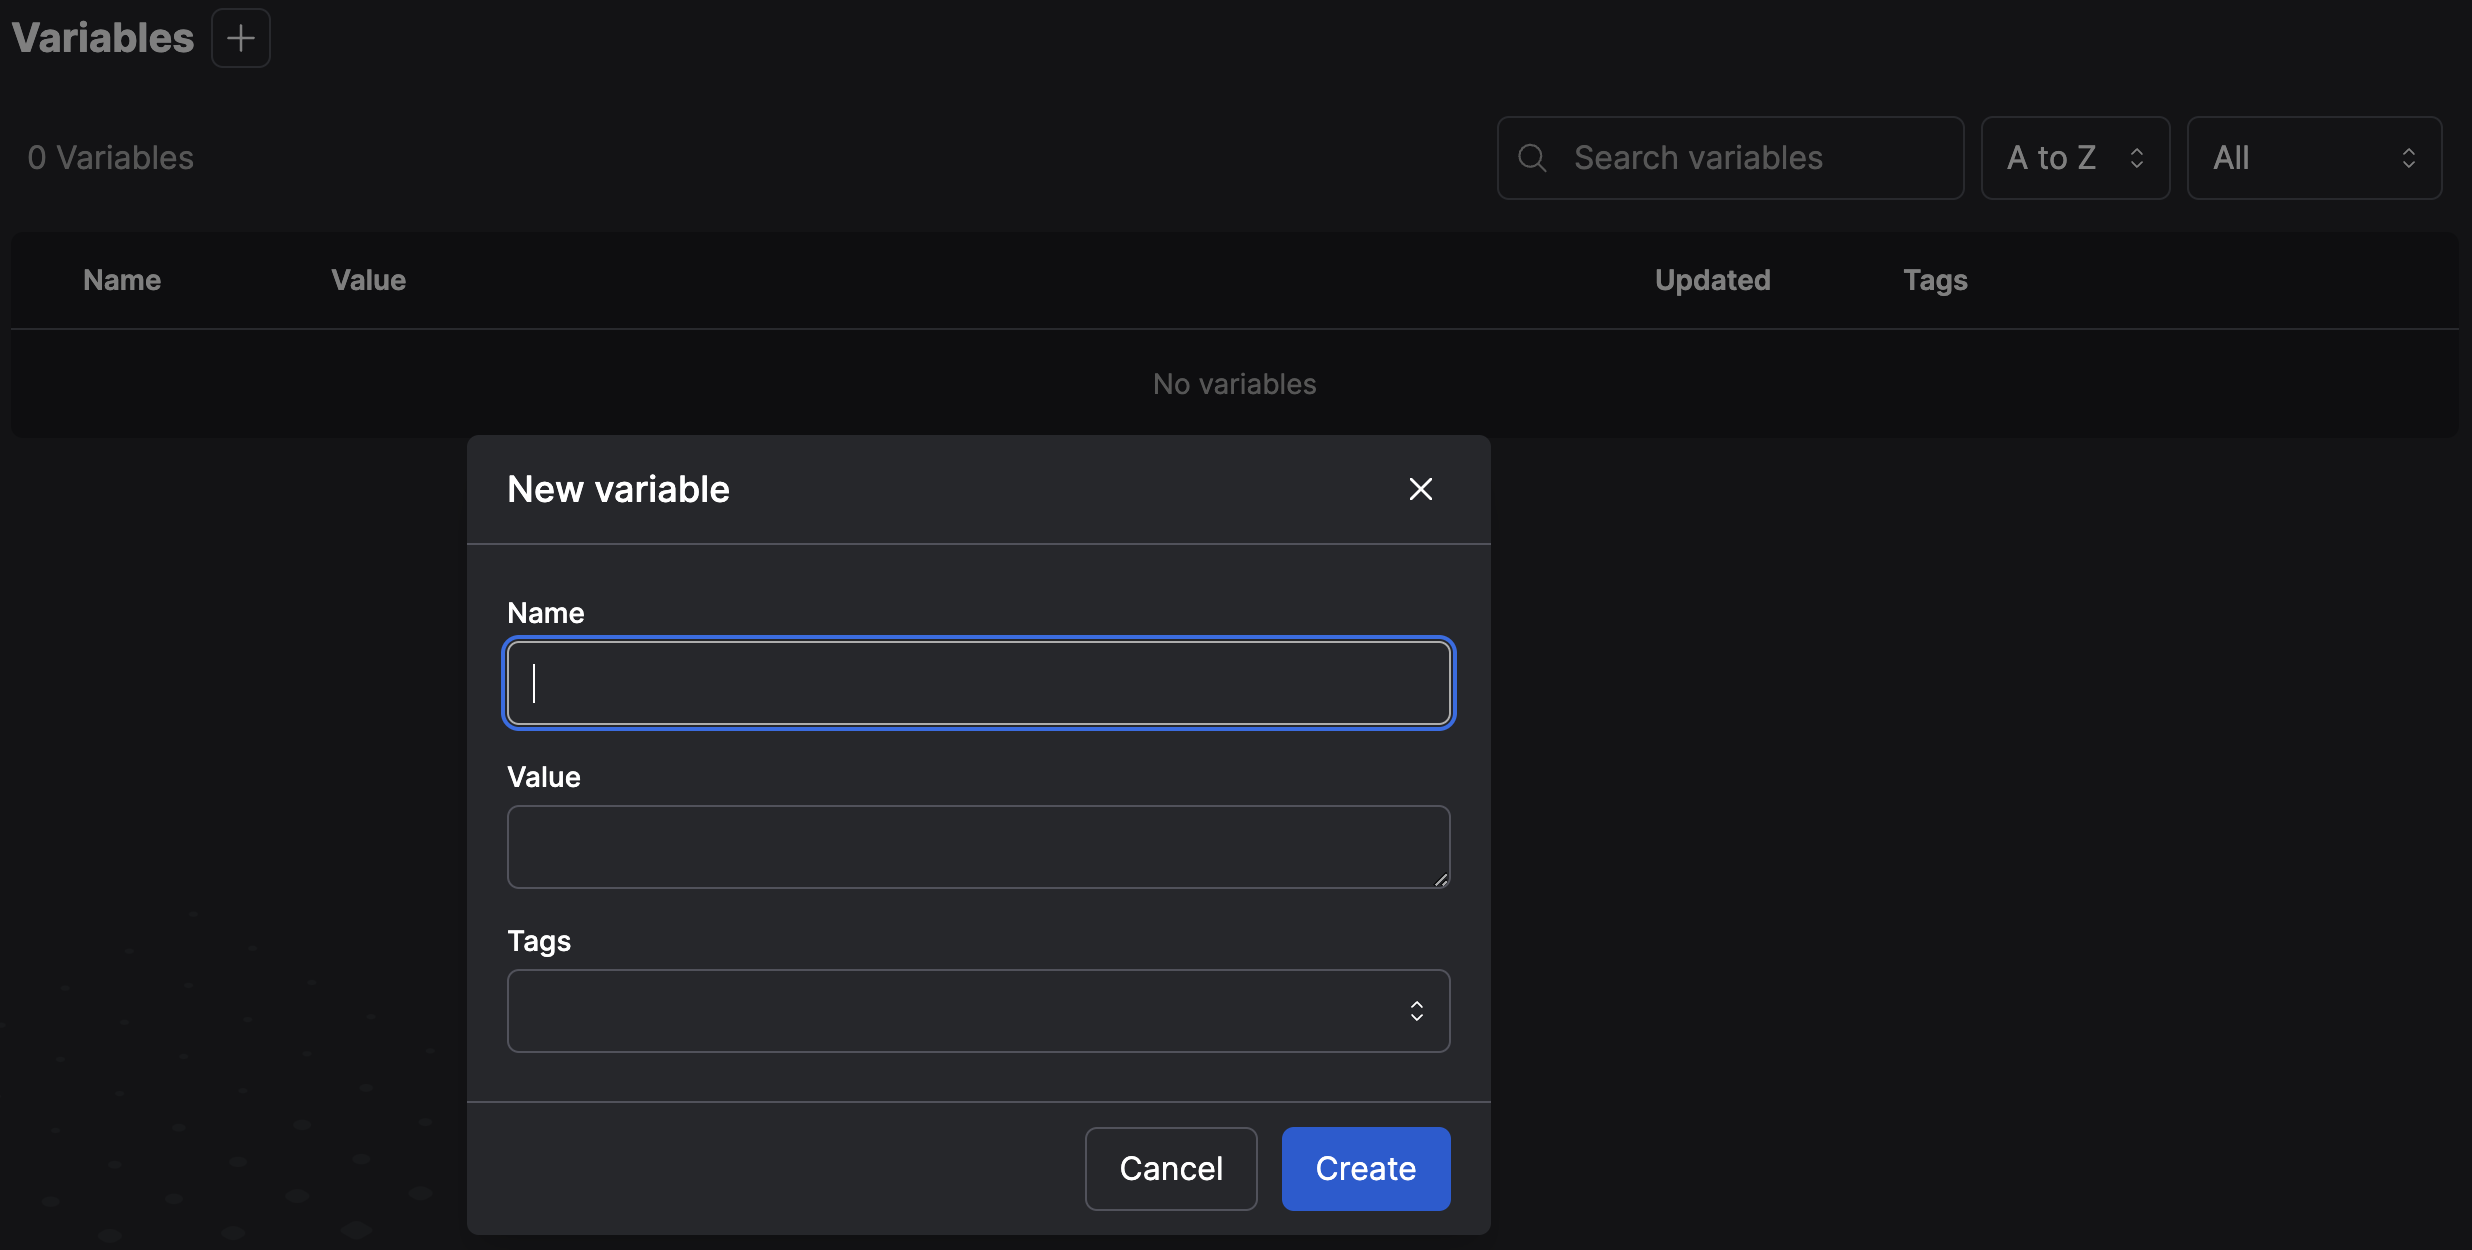 Variables
0 Variables
Search variables
A to Z
All
Name Value Updated Tags
No variables
New variable
Name
Value
Tags
Cancel Create